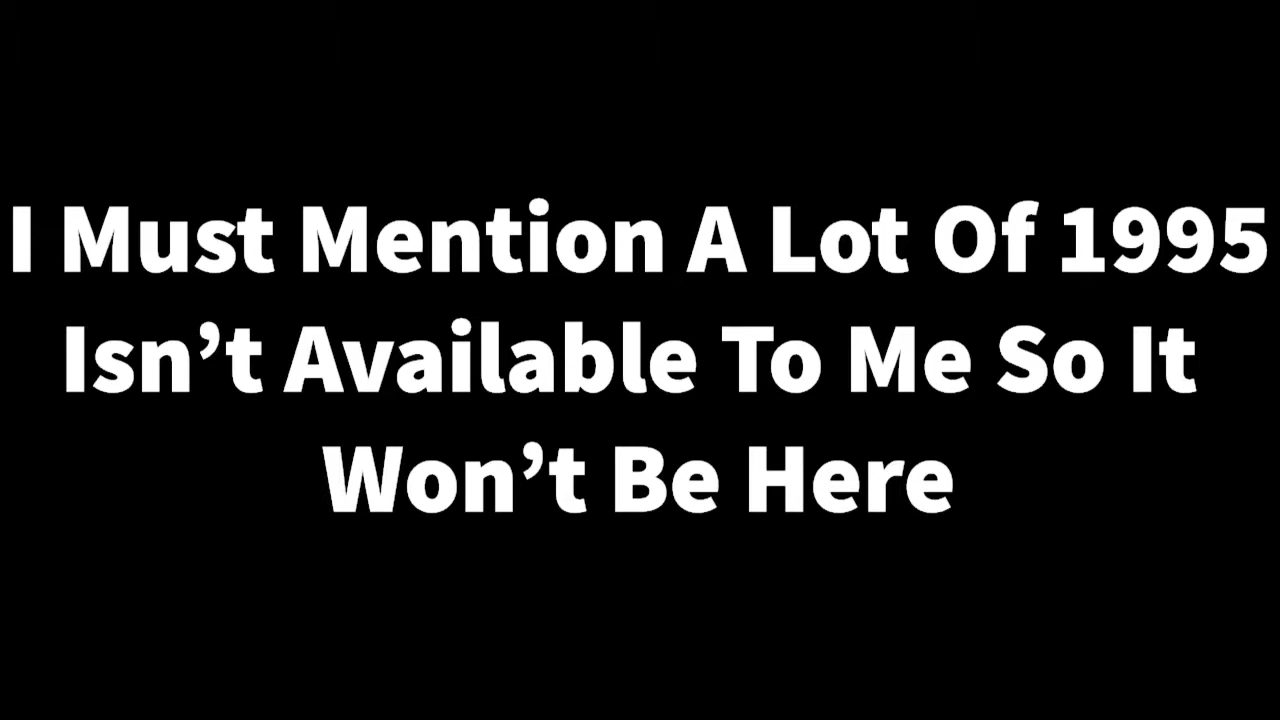 I Must Mention A Lot Of 1995
Isn’t Available To Me So It
Won’t Be Here